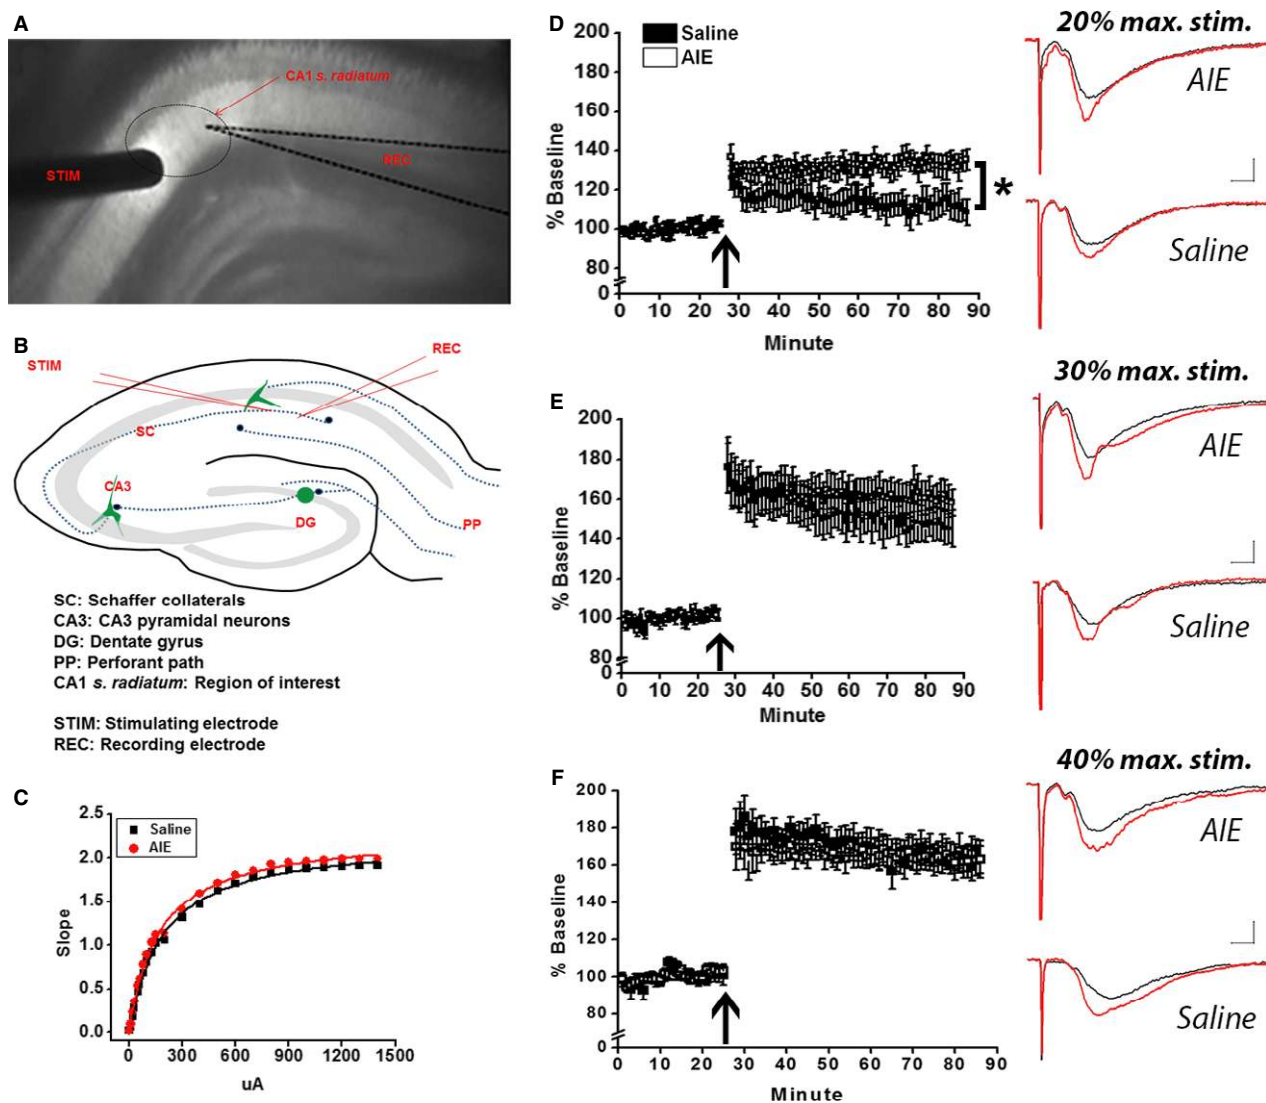 A
CA1 s. radiatum
STIM
REC
B
STIM
REC
SC
CA3
DG
PP
SC: Schaffer collaterals
CA3: CA3 pyramidal neurons
DG: Dentate gyrus
PP: Perforant path
CA1 s. radiatum: Region of interest
STIM: Stimulating electrode
REC: Recording electrode
C
2.5
2.0
1.5
1.0
0.5
0.0
Slope
Saline
AIE
0 300 600 900 1200 1500
uA
D
Saline
AIE
200
180
160
140
120
100
80
0
% Baseline
*
0 10 20 30 40 50 60 70 80 90
Minute
20% max. stim.
AIE
Saline
E
200
180
160
140
120
100
80
0
% Baseline
0 10 20 30 40 50 60 70 80 90
Minute
30% max. stim.
AIE
Saline
F
200
180
160
140
120
100
80
0
% Baseline
0 10 20 30 40 50 60 70 80 90
Minute
40% max. stim.
AIE
Saline